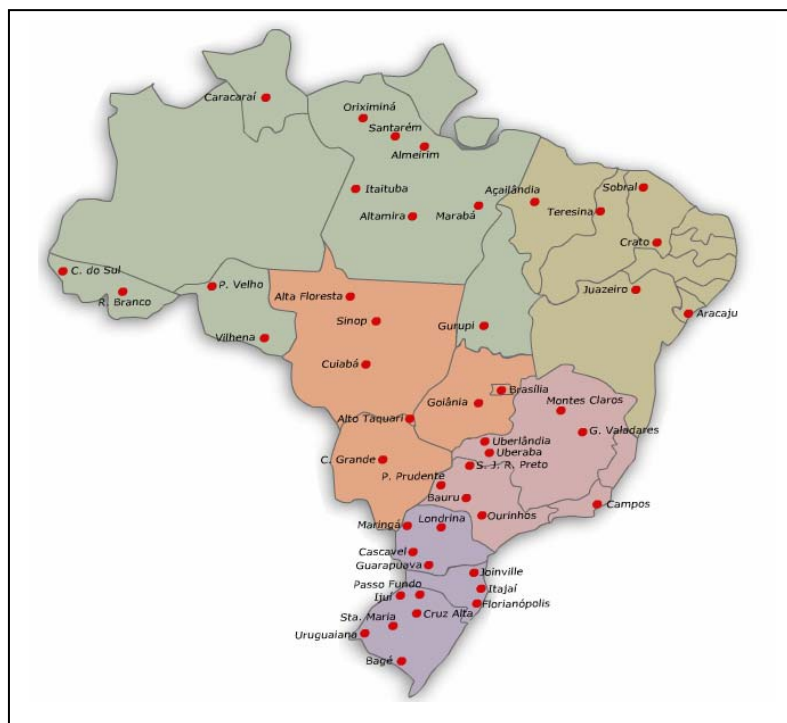 Caracaraí
Oriximiná
Santarém
Almeirim
Itaituba
Altamira
Marabá
Açailândia
Teresina
Sobral
Crato
Juazeiro
Aracaju
C. do Sul
R. Branco
P. Velho
Vilhena
Alta Floresta
Sinop
Cuiabá
Gurupi
Brasília
Goiânia
Montes Claros
G. Valadares
Alto Taquari
Uberlândia
Uberaba
C. Grande
S. J. R. Preto
P. Prudente
Bauru
Ourinhos
Campos
Maringá
Londrina
Cascavel
Guarapuava
Joinville
Itajaí
Florianópolis
Passo Fundo
Ijuí
Cruz Alta
Sta. Maria
Uruguaiana
Bagé